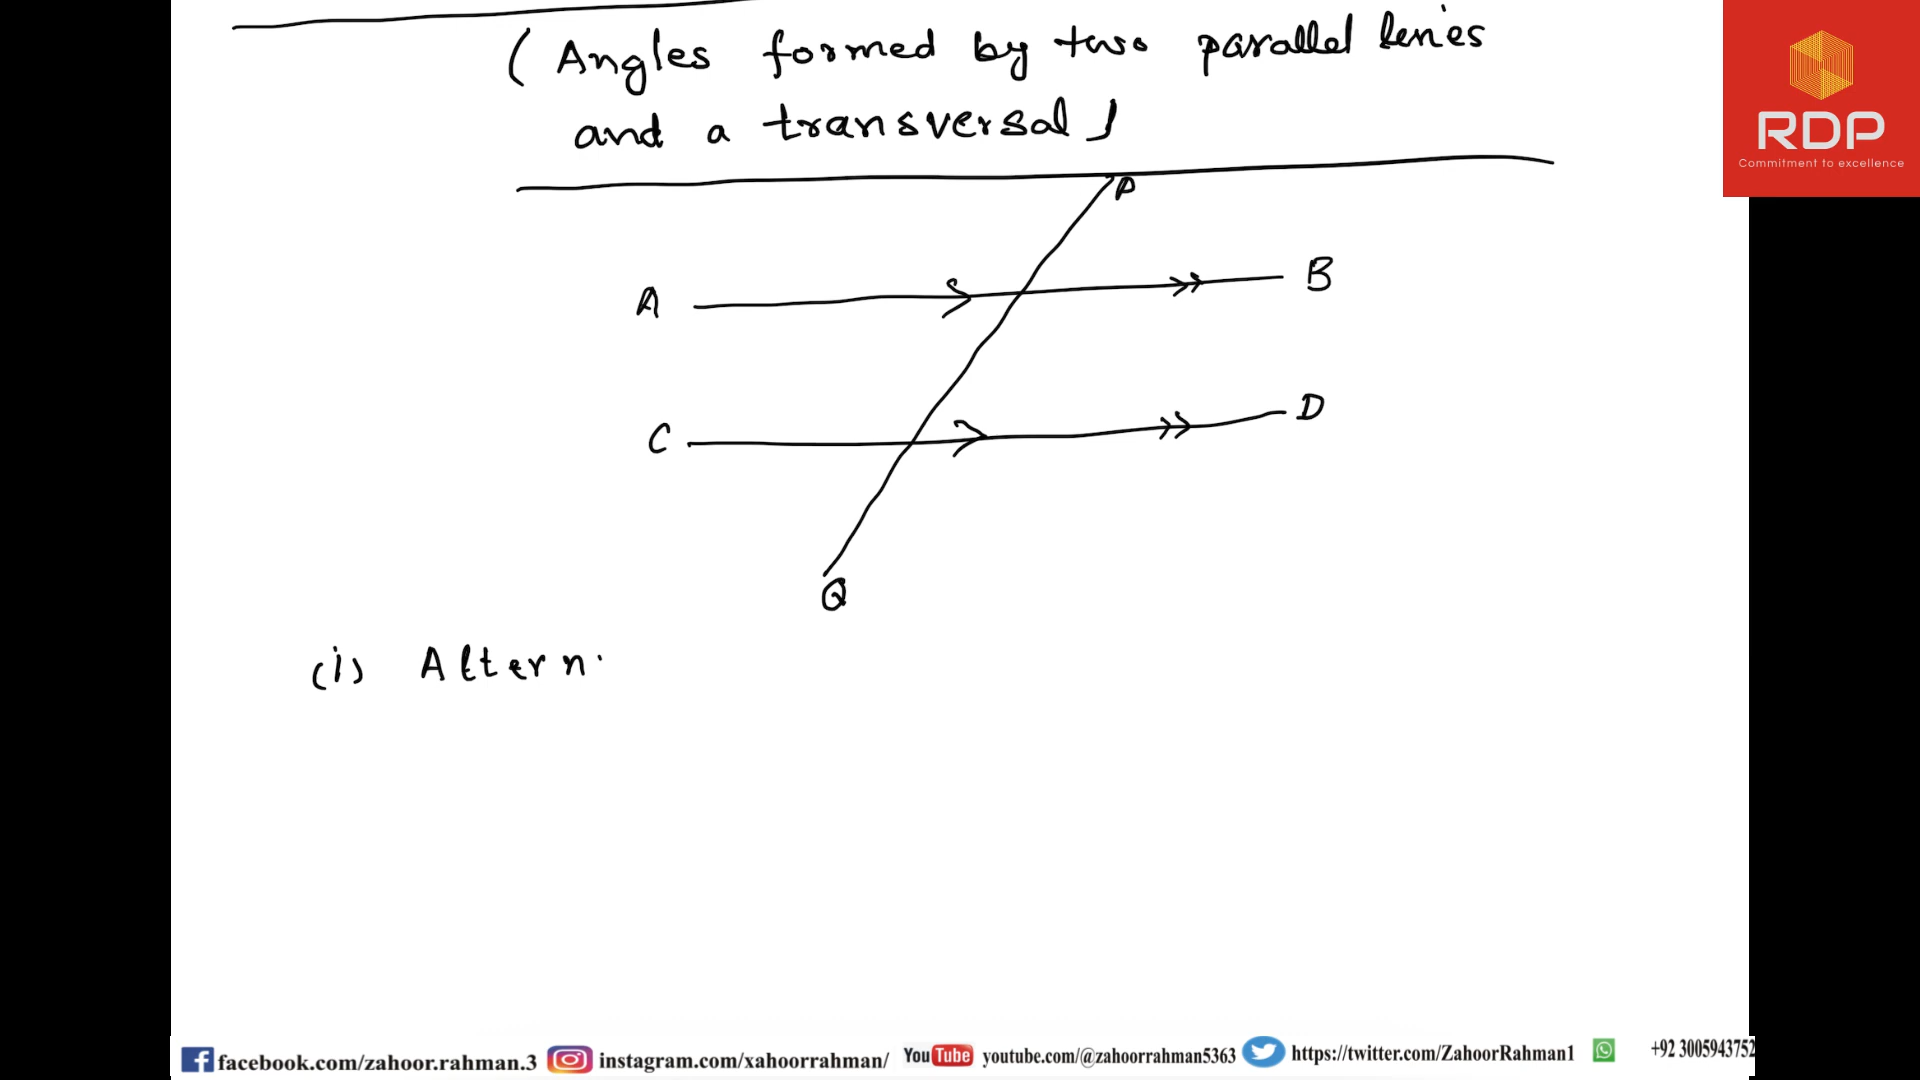 (Angles formed by two parallel lines
and a transversal)
P
A
B
C
D
Q
(i) Altern
RDP
Commitment to excellence
facebook.com/zahoor.rahman.3 instagram.com/xahoorrahman/ YouTube youtube.com/@zahoorrahman5363 https://twitter.com/ZahoorRahman1 +92 3005943752